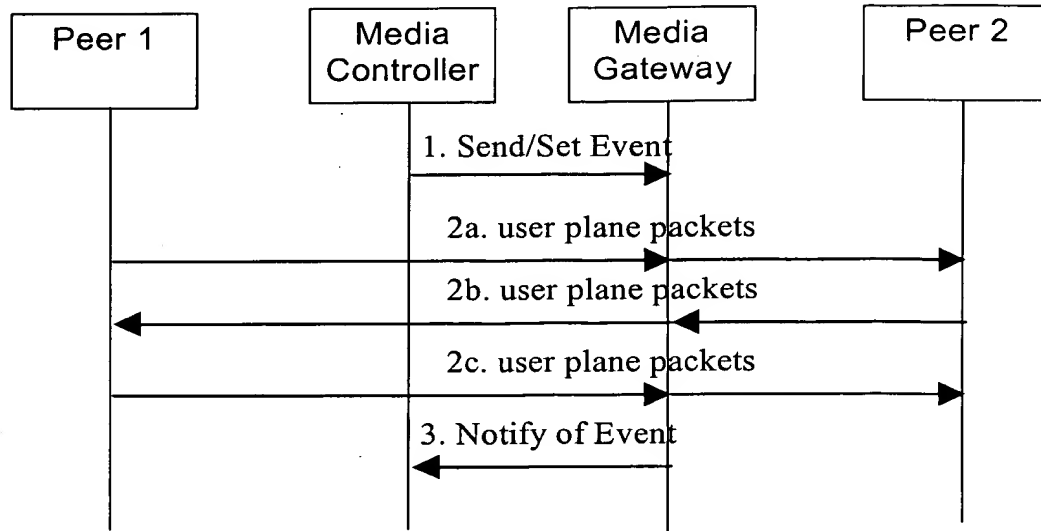 Peer 1
Media
Controller
Media
Gateway
Peer 2
1. Send/Set Event
2a. user plane packets
2b. user plane packets
2c. user plane packets
3. Notify of Event